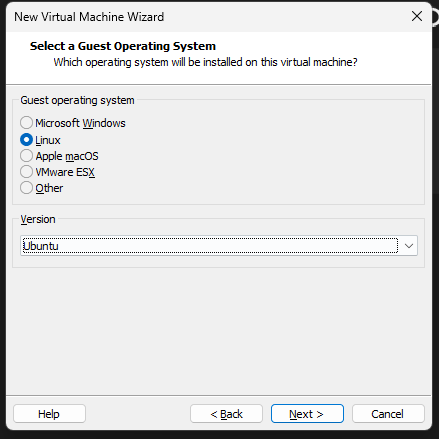 New Virtual Machine Wizard
Select a Guest Operating System
Which operating system will be installed on this virtual machine?
Guest operating system
Microsoft Windows
Linux
Apple macOS
VMware ESX
Other
Version
Ubuntu
Help
< Back
Next >
Cancel